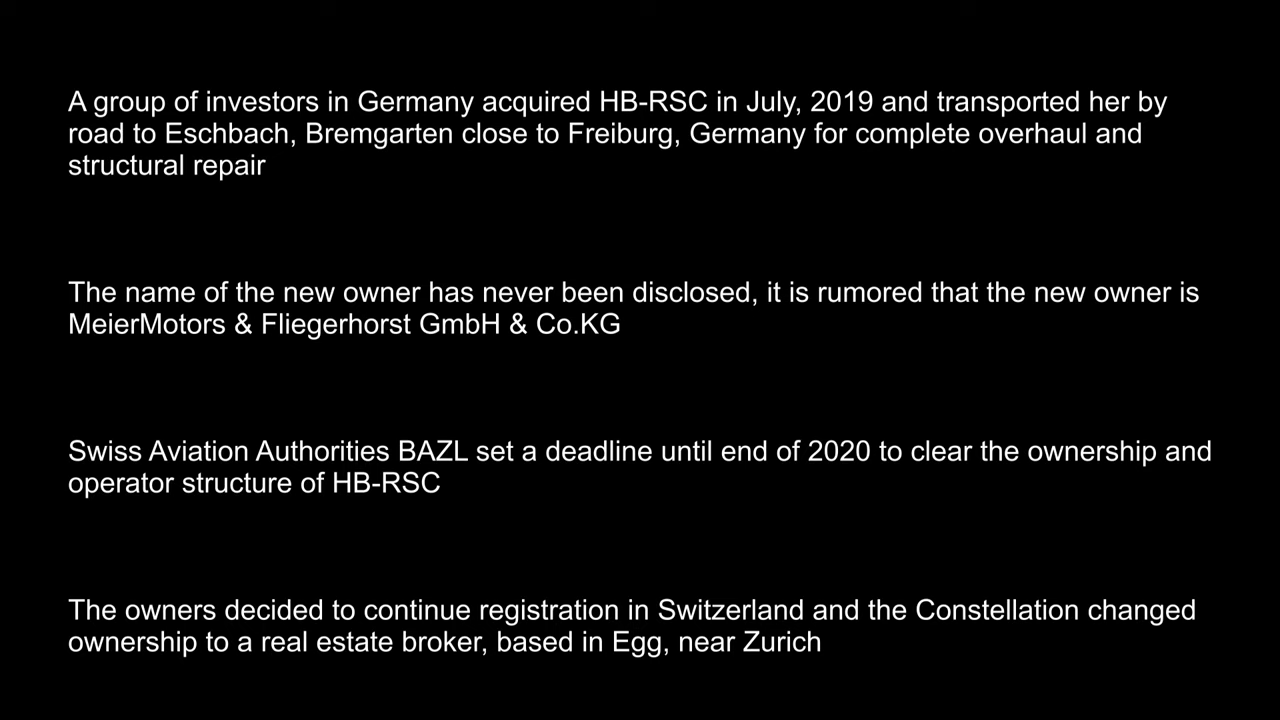 A group of investors in Germany acquired HB-RSC in July, 2019 and transported her by
road to Eschbach, Bremgarten close to Freiburg, Germany for complete overhaul and
structural repair
The name of the new owner has never been disclosed, it is rumored that the new owner is
MeierMotors & Fliegerhorst GmbH & Co.KG
Swiss Aviation Authorities BAZL set a deadline until end of 2020 to clear the ownership and
operator structure of HB-RSC
The owners decided to continue registration in Switzerland and the Constellation changed
ownership to a real estate broker, based in Egg, near Zurich